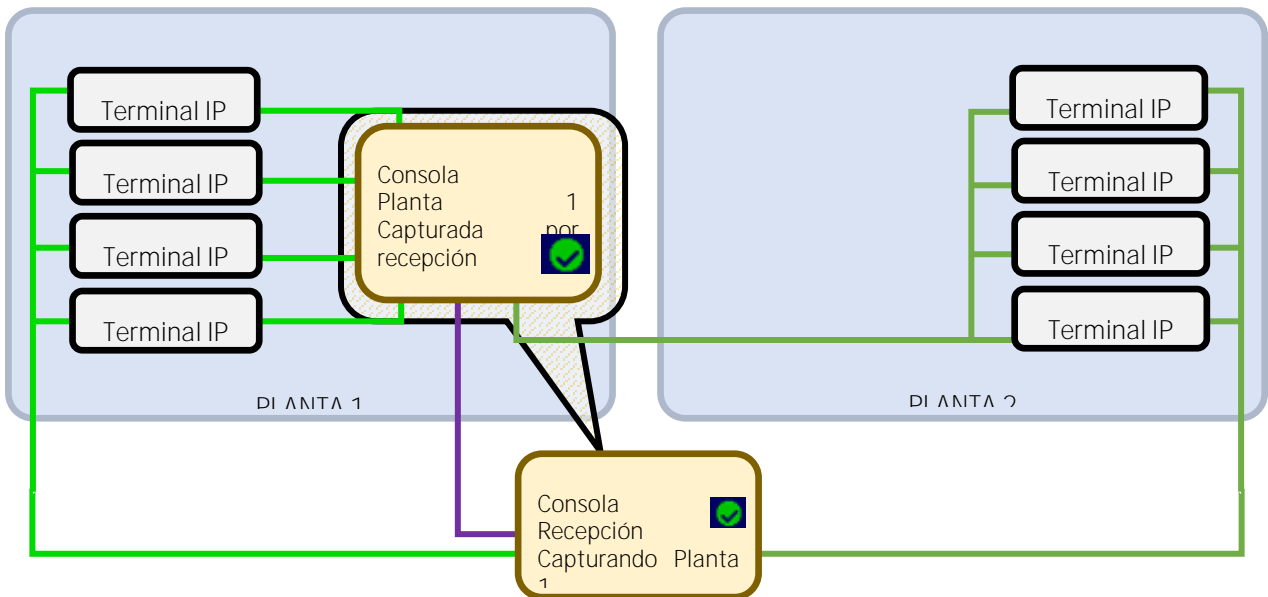 Terminal IP
Terminal IP
Terminal IP
Terminal IP
Consola
Planta 1
Capturada por
recepción
PLANTA 1
Terminal IP
Terminal IP
Terminal IP
Terminal IP
PLANTA 2
Consola
Recepción
Capturando Planta
1